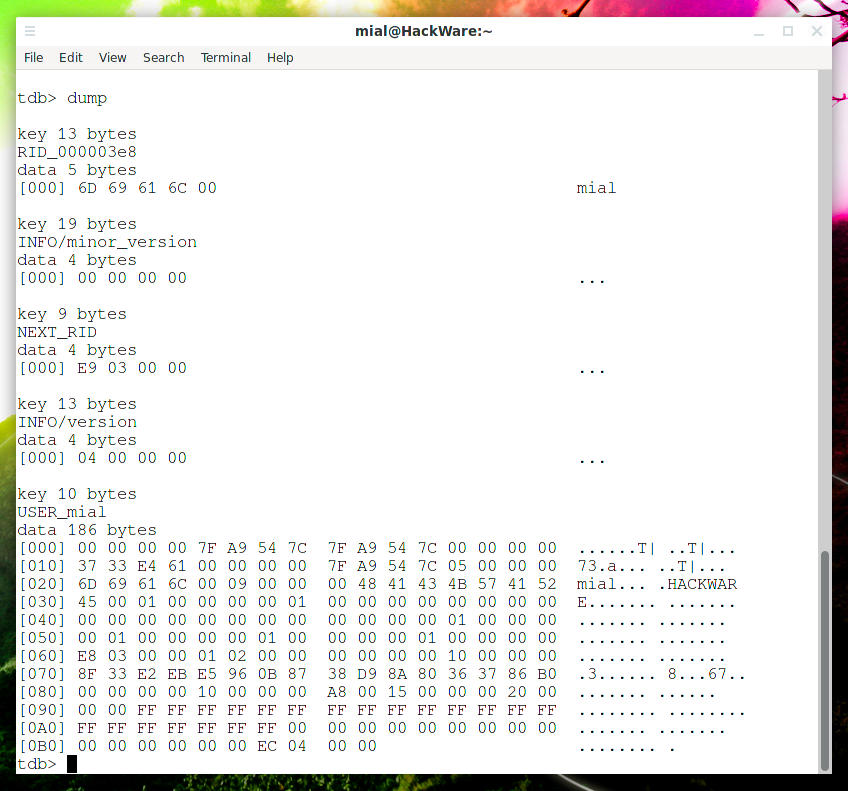 mial@HackWare:~
File Edit View Search Terminal Help
tdb> dump
key 13 bytes
RID_000003e8
data 5 bytes
[000] 6D 69 61 6C 00 mial
key 19 bytes
INFO/minor_version
data 4 bytes
[000] 00 00 00 00 ...
key 9 bytes
NEXT_RID
data 4 bytes
[000] E9 03 00 00 ...
key 13 bytes
INFO/version
data 4 bytes
[000] 04 00 00 00 ...
key 10 bytes
USER_mial
data 186 bytes
[000] 00 00 00 00 7F A9 54 7C 7F A9 54 7C 00 00 00 00 ......T| ..T|...
[010] 37 33 E4 61 00 00 00 00 7F A9 54 7C 05 00 00 00 73.a... ..T|...
[020] 6D 69 61 6C 00 09 00 00 00 48 41 43 4B 57 41 52 mial... .HACKWAR
[030] 45 00 01 00 00 00 00 01 00 00 00 00 00 00 00 00 E....... .......
[040] 00 00 00 00 00 00 00 00 00 00 00 00 01 00 00 00 ....... .......
[050] 00 01 00 00 00 00 01 00 00 00 00 01 00 00 00 00 ....... .......
[060] E8 03 00 00 01 02 00 00 00 00 00 00 10 00 00 00 ....... .......
[070] 8F 33 E2 EB E5 96 0B 87 38 D9 8A 80 36 37 86 B0 .3...... 8...67..
[080] 00 00 00 00 10 00 00 00 A8 00 15 00 00 00 20 00 ....... ......
[090] 00 00 FF FF FF FF FF FF FF FF FF FF FF FF FF FF ........ ........
[0A0] FF FF FF FF FF FF FF 00 00 00 00 00 00 00 00 00 ........ .......
[0B0] 00 00 00 00 00 00 EC 04 00 00 ........ .
tdb>